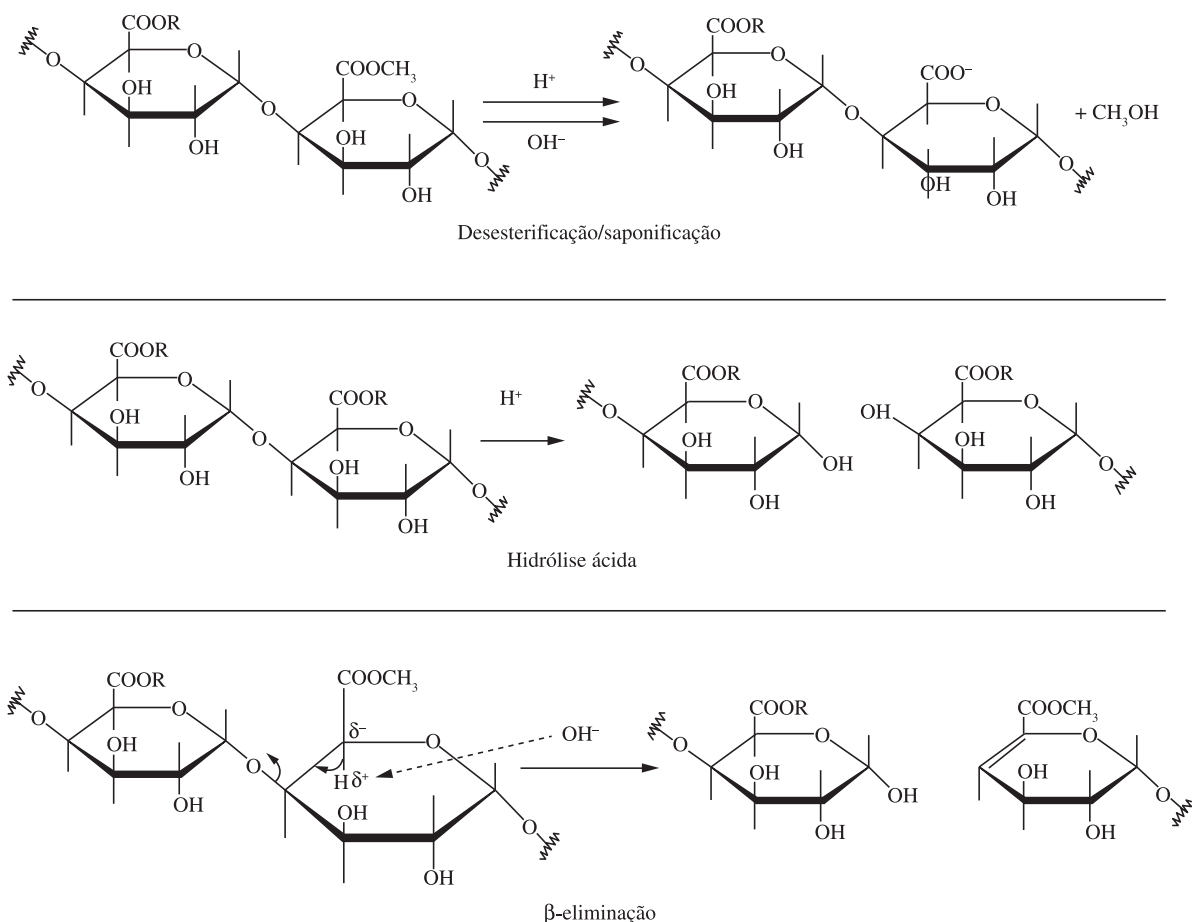 COOR
O
O
OH
OH
O
COOCH₃
O
OH
OH
O
H⁺
OH⁻
COOR
O
O
OH
OH
O
COO⁻
O
OH
OH
O
+ CH₃OH
Desesterificação/saponificação
COOR
O
O
OH
OH
O
COOR
O
OH
OH
O
H⁺
COOR
O
O
OH
OH
OH
COOR
OH
O
OH
OH
O
Hidrólise ácida
COOR
O
O
OH
OH
O
COOCH₃
δ⁻
O
H δ⁺
OH
OH
O
OH⁻
COOR
O
O
OH
OH
OH
COOCH₃
O
OH
OH
O
β-eliminação